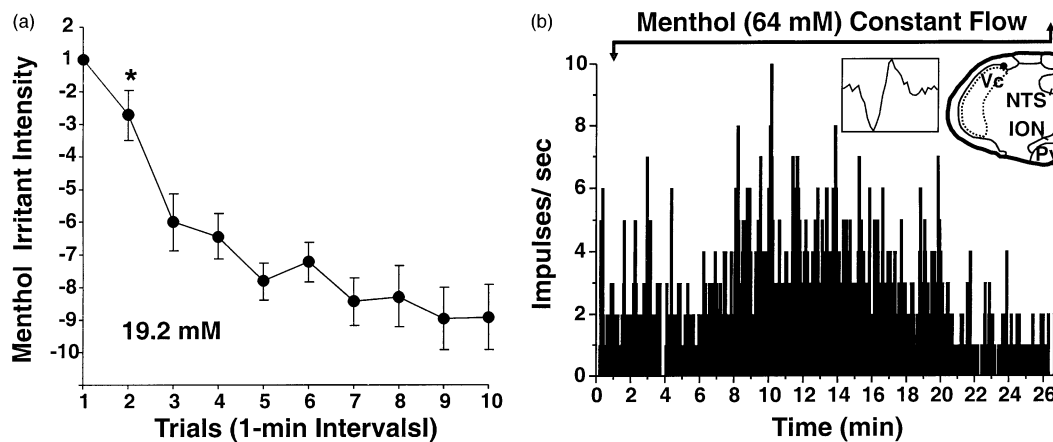 (a)
2
1
-2
-3
-4
-5
-6
-7
-8
-9
-10
Menthol Irritant Intensity
*
19.2 mM
1 2 3 4 5 6 7 8 9 10
Trials (1-min Intervalsl)
(b)
Menthol (64 mM) Constant Flow
10
8
6
4
2
0
Impulses/ sec
Vc
NTS
ION
0 2 4 6 8 10 12 14 16 18 20 22 24 26
Time (min)